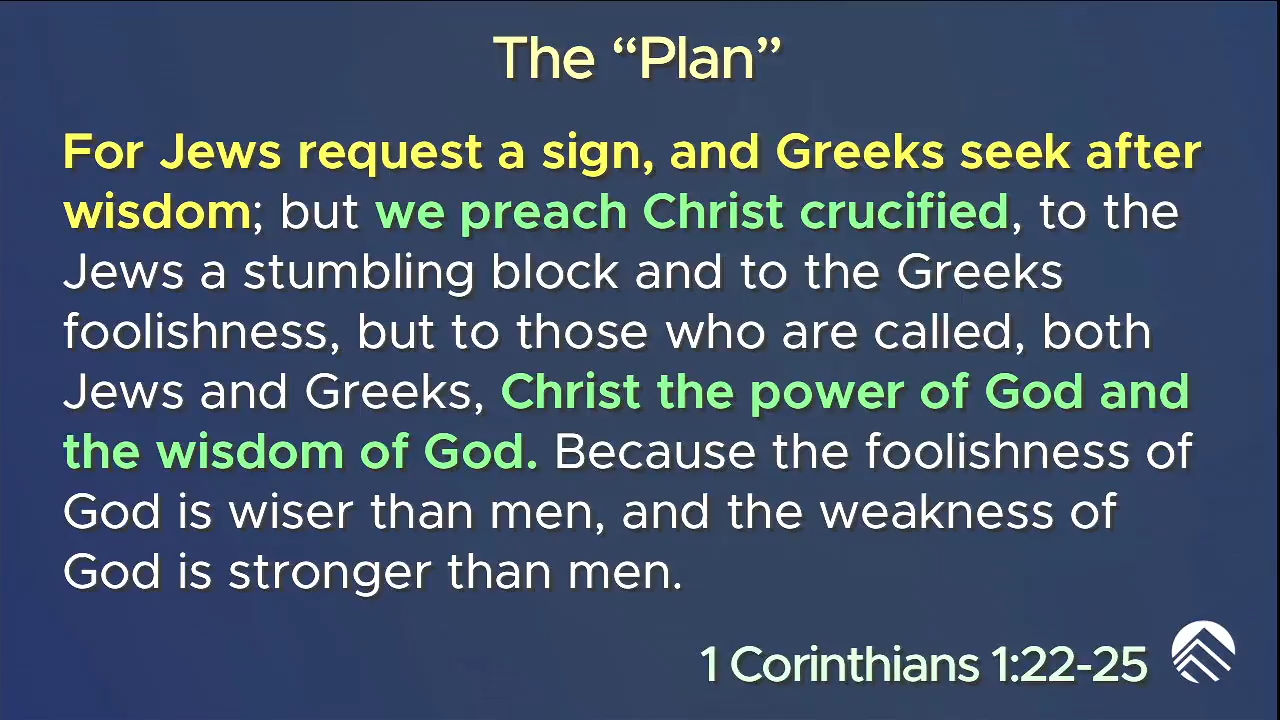 The “Plan”
For Jews request a sign, and Greeks seek after
wisdom; but we preach Christ crucified, to the
Jews a stumbling block and to the Greeks
foolishness, but to those who are called, both
Jews and Greeks, Christ the power of God and
the wisdom of God. Because the foolishness of
God is wiser than men, and the weakness of
God is stronger than men.
1 Corinthians 1:22-25